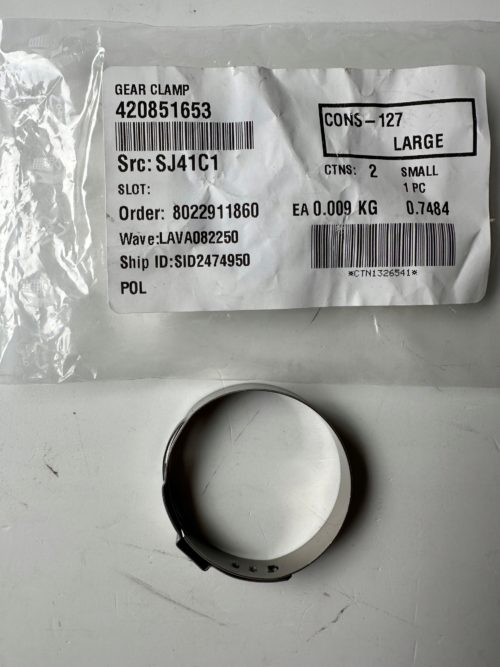 GEAR CLAMP
420851653
CONS-127
LARGE
Src: SJ41C1
CTNS: 2 SMALL
SLOT:
1 PC
Order: 8022911860
EA 0.009 KG 0.7484
Wave:LAVA082250
Ship ID:SID2474950
*CTN1326541*
POL